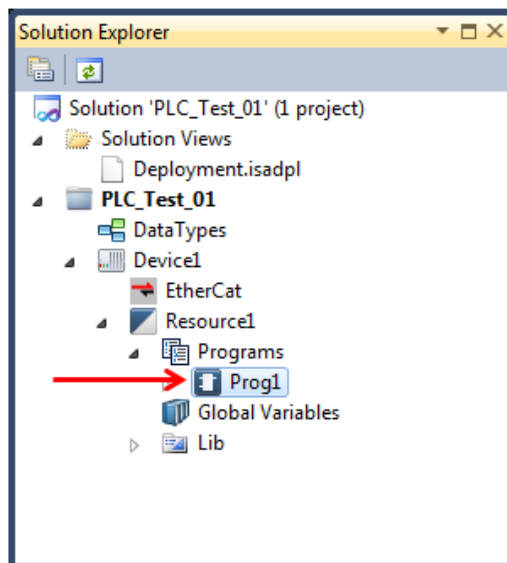 Solution Explorer
Solution 'PLC_Test_01' (1 project)
Solution Views
Deployment.isadpl
PLC_Test_01
DataTypes
Device1
EtherCat
Resource1
Programs
Prog1
Global Variables
Lib